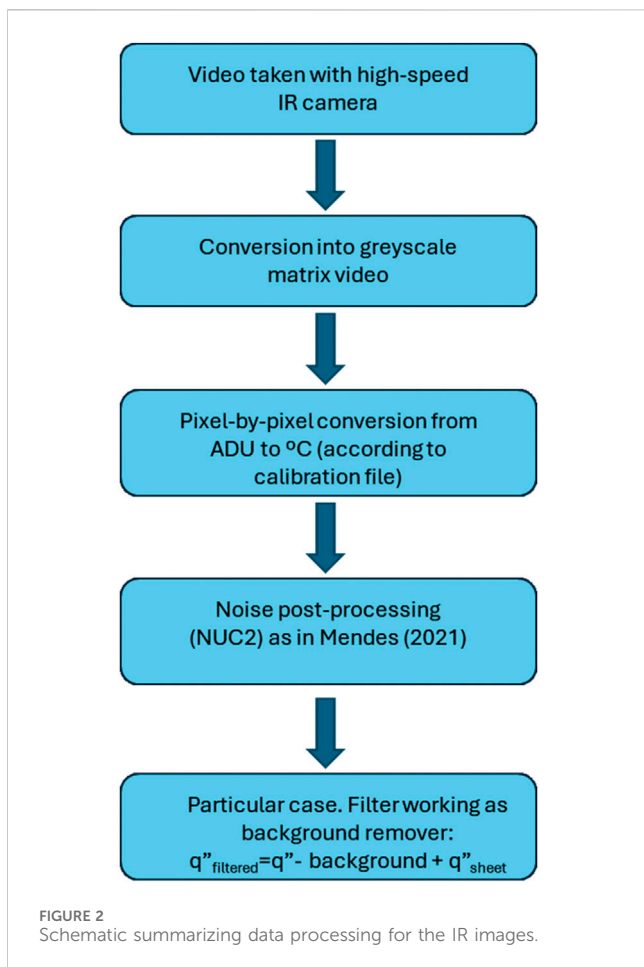 Video taken with high-speed
IR camera
Conversion into greyscale
matrix video
Pixel-by-pixel conversion from
ADU to ºC (according to
calibration file)
Noise post-processing
(NUC2) as in Mendes (2021)
Particular case. Filter working as
background remover:
q”filtered=q”- background + q”sheet
FIGURE 2
Schematic summarizing data processing for the IR images.